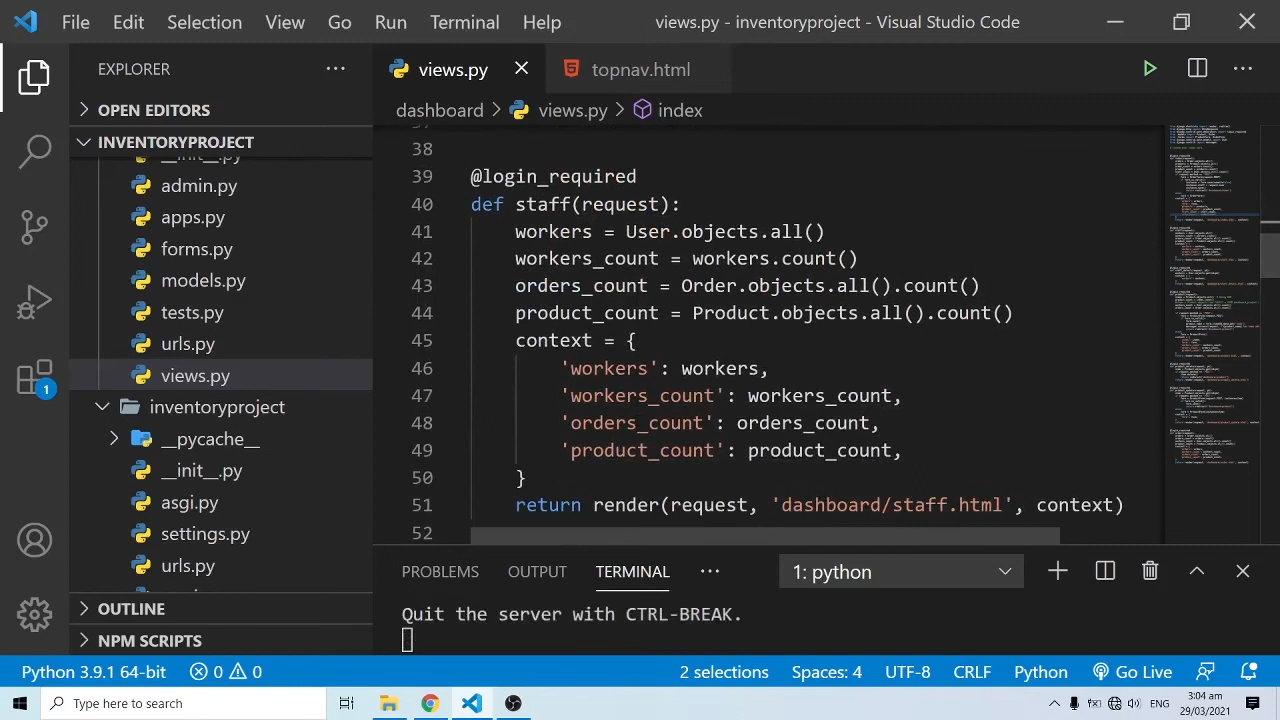 File Edit Selection View Go Run Terminal Help views.py - inventoryproject - Visual Studio Code
EXPLORER
views.py topnav.html
OPEN EDITORS
dashboard views.py index
INVENTORYPROJECT
__init__.py
admin.py
apps.py
forms.py
models.py
tests.py
urls.py
views.py
inventoryproject
__pycache__
__init__.py
asgi.py
settings.py
urls.py
OUTLINE
NPM SCRIPTS
1
37
38
39 @login_required
40 def staff(request):
41 workers = User.objects.all()
42 workers_count = workers.count()
43 orders_count = Order.objects.all().count()
44 product_count = Product.objects.all().count()
45 context = {
46 'workers': workers,
47 'workers_count': workers_count,
48 'orders_count': orders_count,
49 'product_count': product_count,
50 }
51 return render(request, 'dashboard/staff.html', context)
52
PROBLEMS OUTPUT TERMINAL 1: python
Quit the server with CTRL-BREAK.
Python 3.9.1 64-bit 0 0 2 selections Spaces: 4 UTF-8 CRLF Python Go Live
Type here to search ENG 3:04 am
29/03/2021